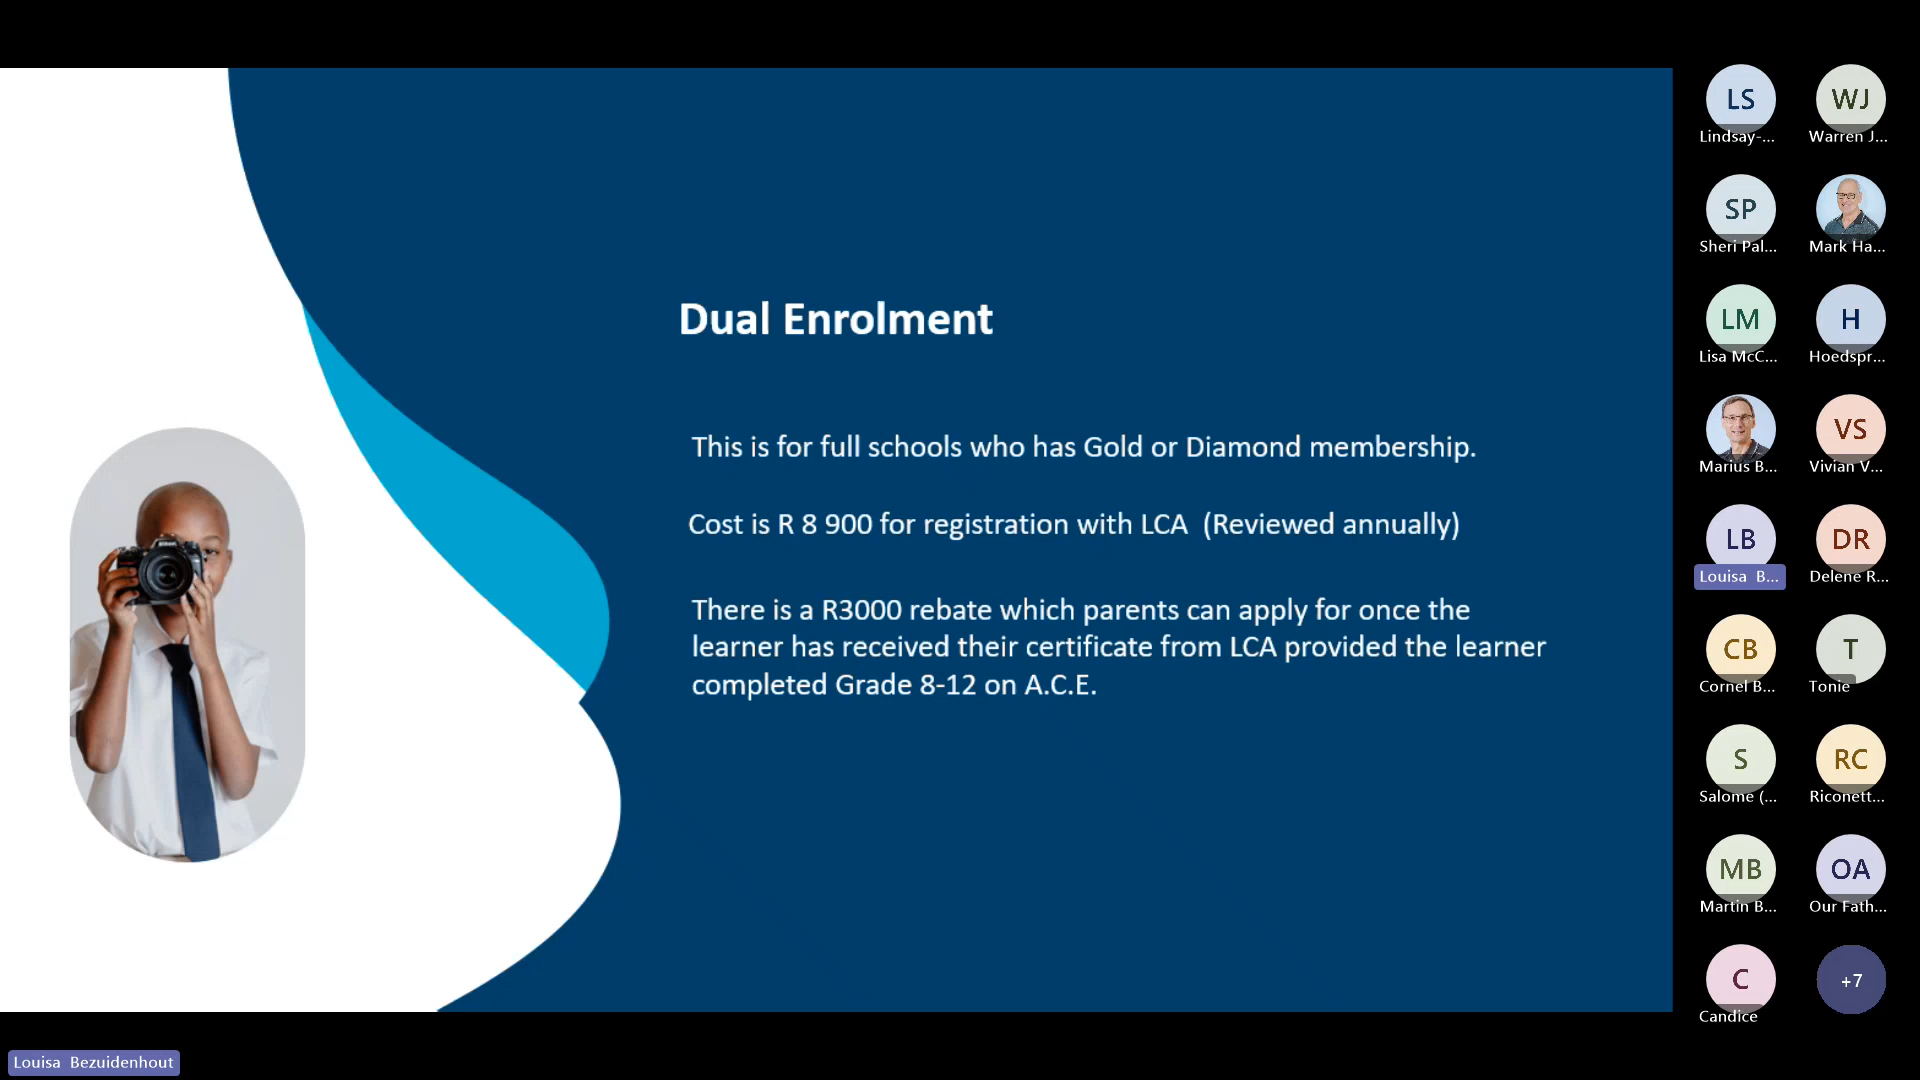 Dual Enrolment
This is for full schools who has Gold or Diamond membership.
Cost is R 8 900 for registration with LCA (Reviewed annually)
There is a R3000 rebate which parents can apply for once the
learner has received their certificate from LCA provided the learner
completed Grade 8-12 on A.C.E.
LS WJ
Lindsay-... Warren J...
SP
Sheri Pal... Mark Ha...
LM H
Lisa McC... Hoedspr...
VS
Marius B... Vivian V...
LB DR
Louisa B... Delene R...
CB T
Cornel B... Tonie
S RC
Salome (... Riconett...
MB OA
Martin B... Our Fath...
C +7
Candice
Louisa Bezuidenhout